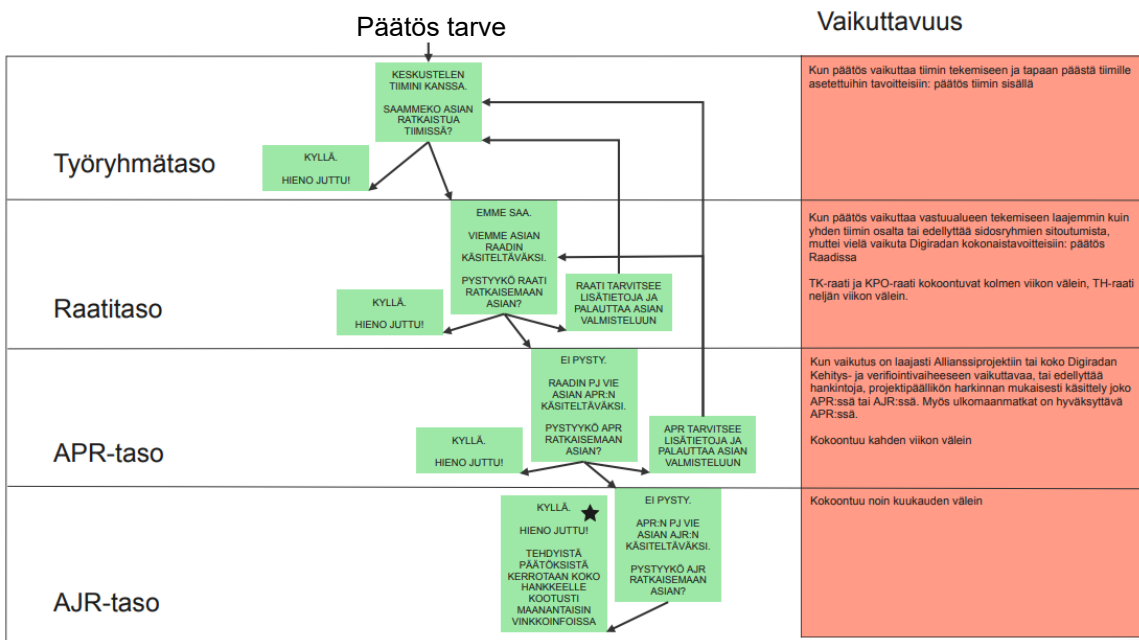 Päätös tarve
Vaikuttavuus
Työryhmätaso
KESKUSTELEN
TIIMINI KANSSA.
SAAMMEKO ASIAN
RATKAISTUA
TIIMISSÄ?
KYLLÄ.
HIENO JUTTU!
Kun päätös vaikuttaa tiimin tekemiseen ja tapaan päästä tiimille
asetettuihin tavoitteisiin: päätös tiimin sisällä
Raatitaso
EMME SAA.
VIEMME ASIAN
RAADIN
KÄSITELTÄVÄKSI.
PYSTYYKÖ RAATI
RATKAISEMAAN
ASIAN?
KYLLÄ.
HIENO JUTTU!
RAATI TARVITSEE
LISÄTIETOJA JA
PALAUTTAA ASIAN
VALMISTELUUN
Kun päätös vaikuttaa vastuualueen tekemiseen laajemmin kuin
yhden tiimin osalta tai edellyttää sidosryhmien sitoutumista,
muttei vielä vaikuta Digiradan kokonaistavoitteisiin: päätös
Raadissa
TK-raati ja KPO-raati kokoontuvat kolmen viikon välein, TH-raati
neljän viikon välein.
APR-taso
EI PYSTY.
RAADIN PJ VIE
ASIAN APR:N
KÄSITELTÄVÄKSI.
PYSTYYKÖ APR
RATKAISEMAAN
ASIAN?
KYLLÄ.
HIENO JUTTU!
APR TARVITSEE
LISÄTIETOJA JA
PALAUTTAA ASIAN
VALMISTELUUN
Kun vaikutus on laajasti Allianssiprojektiin tai koko Digiradan
Kehitys- ja verifiointivaiheeseen vaikuttavaa, tai edellyttää
hankintoja, projektipäällikön harkinnan mukaisesti käsittely joko
APR:ssä tai AJR:ssä. Myös ulkomaanmatkat on hyväksyttävä
APR:ssä.
Kokoontuu kahden viikon välein
AJR-taso
KYLLÄ.
HIENO JUTTU!
TEHDYISTÄ
PÄÄTÖKSISTÄ
KERROTAAN KOKO
HANKKEELLE
KOOTUSTI
MAANANTAISIN
VINKKOINFOISSA
EI PYSTY.
APR:N PJ VIE
ASIAN AJR:N
KÄSITELTÄVÄKSI.
PYSTYYKÖ AJR
RATKAISEMAAN
ASIAN?
Kokoontuu noin kuukauden välein